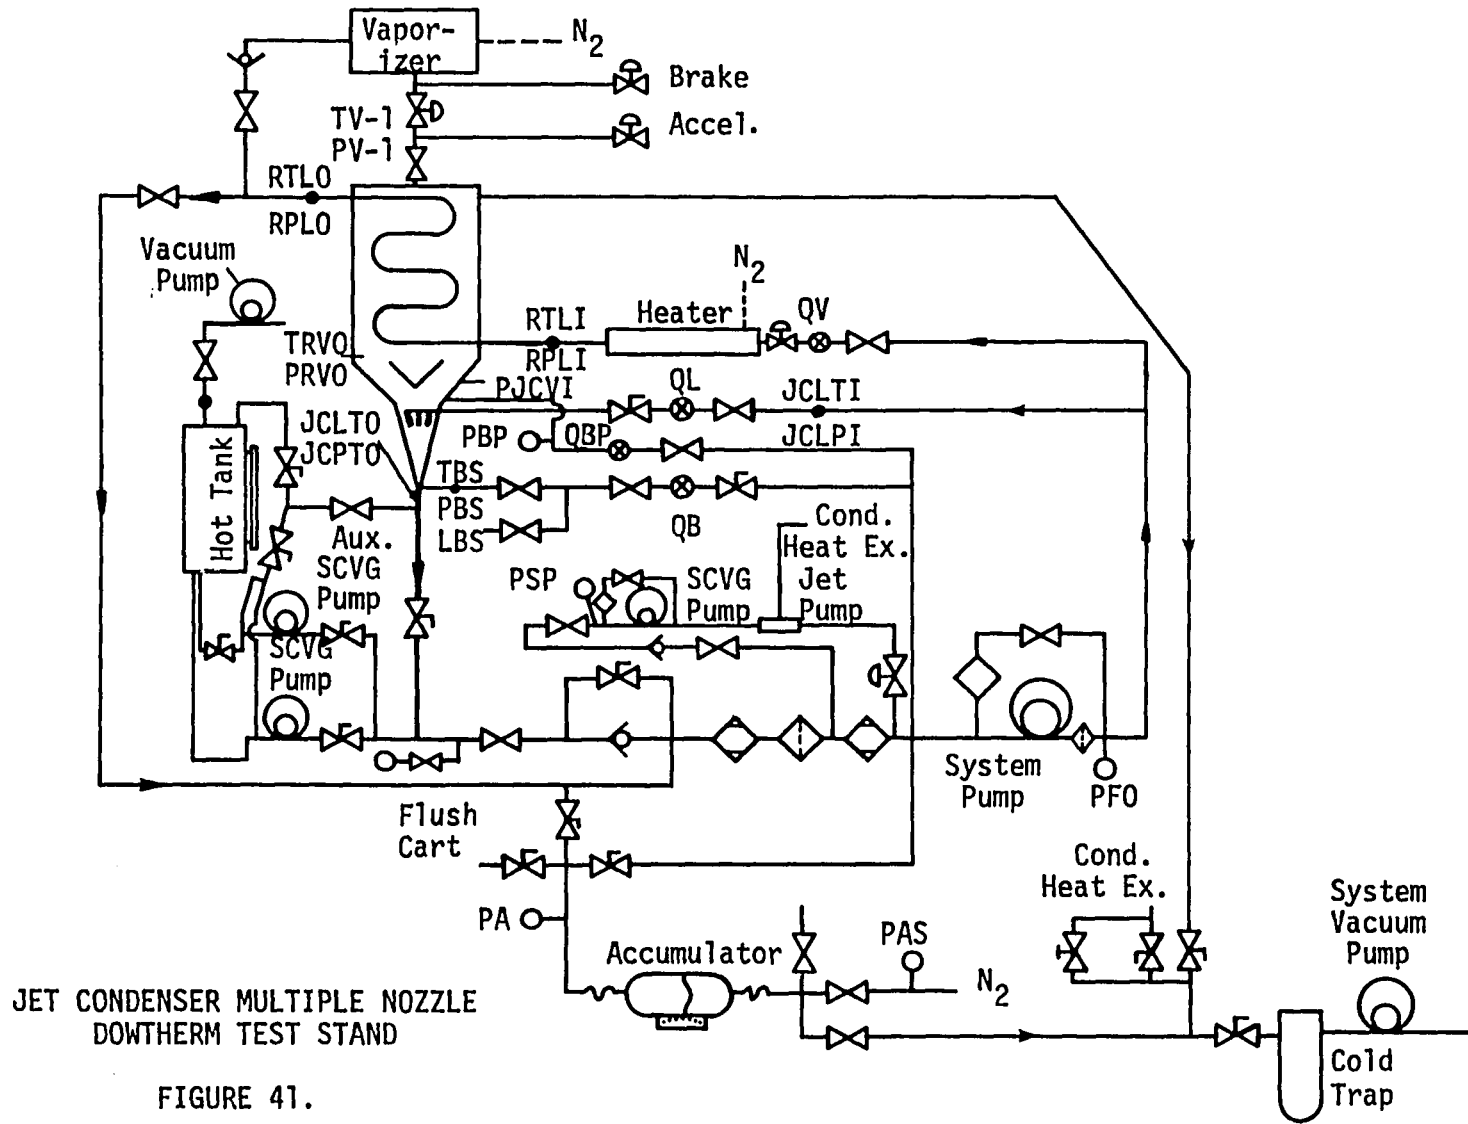 Vapor-
izer
N2
Brake
TV-1
PV-1
Accel.
RTLO
RPLO
Vacuum
Pump
N2
Heater
QV
RTLI
RPLI
TRVO
PRVO
PJCVI
QL
JCLTI
JCLPI
JCLTO
JCPTO
PBP
QBP
TBS
PBS
LBS
QB
Hot Tank
Aux.
SCVG
Pump
SCVG
Pump
PSP
SCVG
Pump
Cond.
Heat Ex.
Jet
Pump
System
Pump
PFO
Flush
Cart
Cond.
Heat Ex.
System
Vacuum
Pump
PA
Accumulator
PAS
N2
Cold
Trap
JET CONDENSER MULTIPLE NOZZLE
DOWTHERM TEST STAND
FIGURE 41.